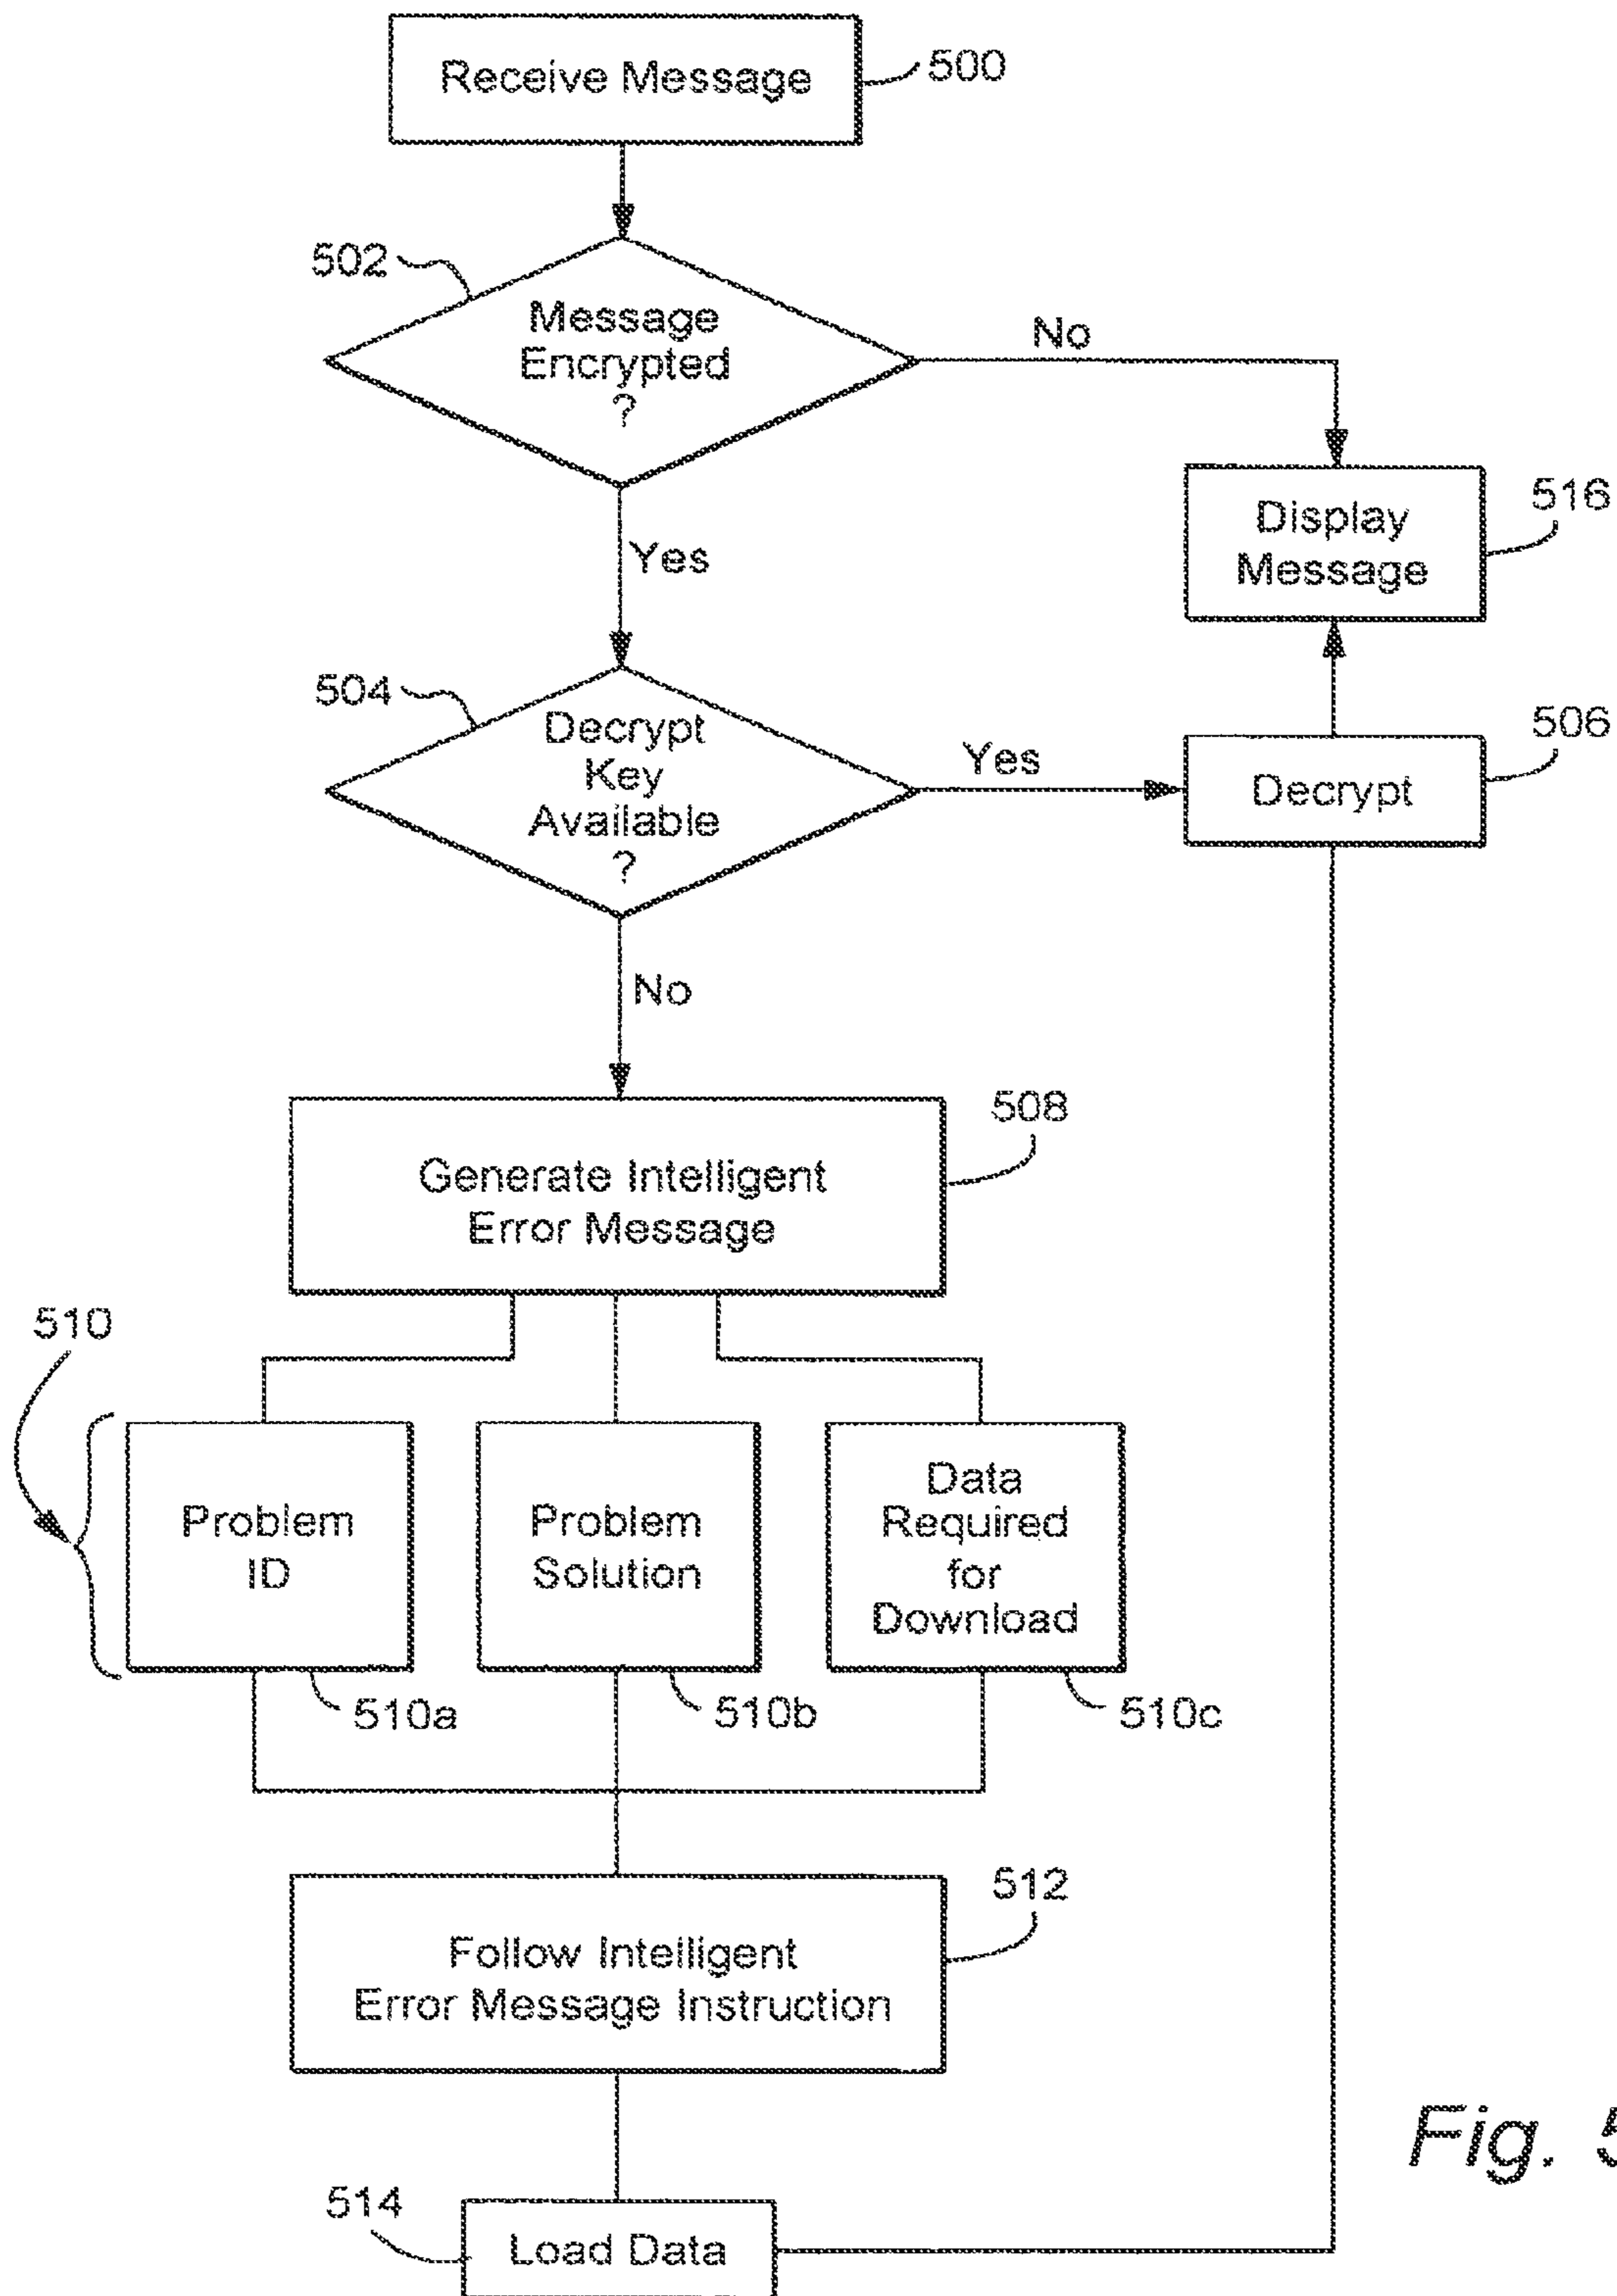 Receive Message
500
502
Message
Encrypted
?
No
Yes
Display
Message
516
504
Decrypt
Key
Available
?
Yes
Decrypt
506
No
Generate Intelligent
Error Message
508
510
Problem
ID
510a
Problem
Solution
510b
Data
Required
for
Download
510c
Follow Intelligent
Error Message Instruction
512
514
Load Data
Fig. 5